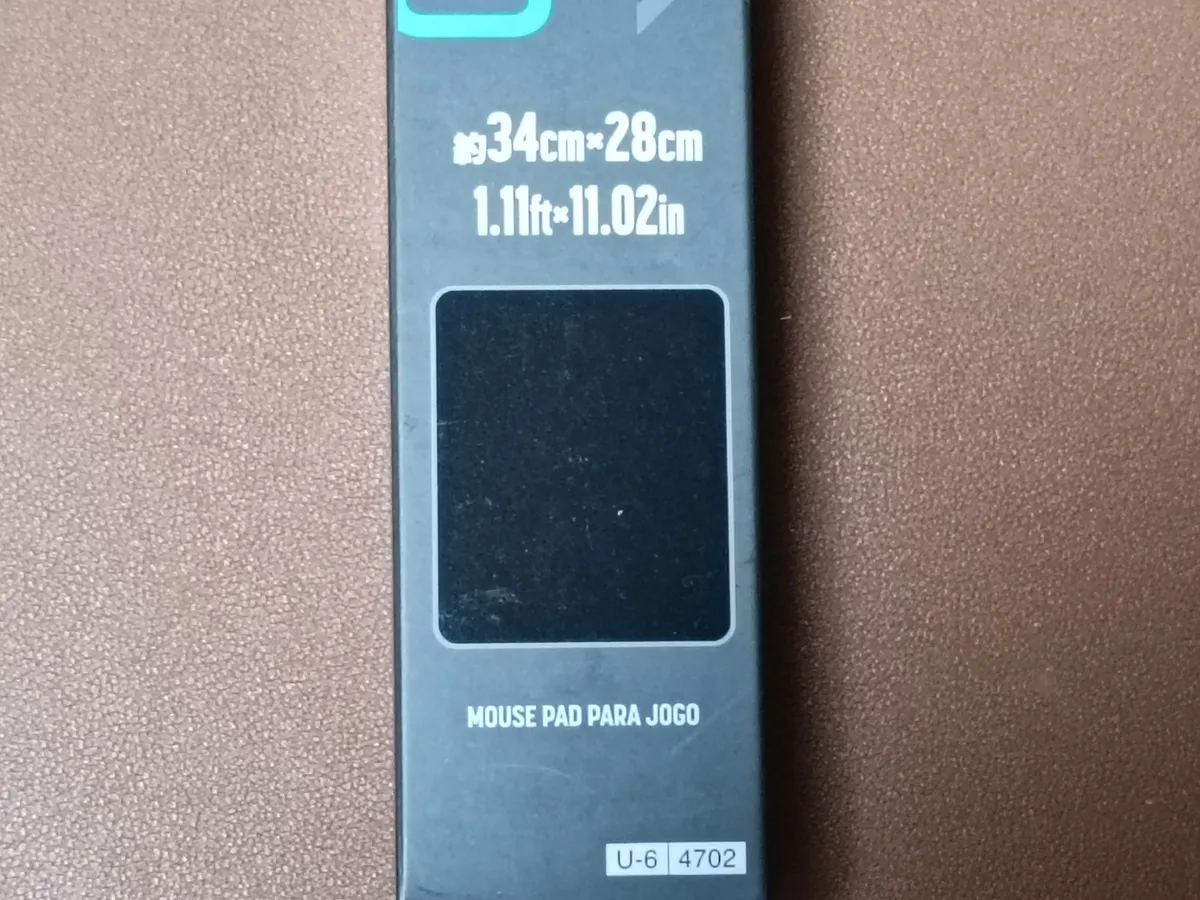 約34cm×28cm
1.11ft×11.02in
MOUSE PAD PARA JOGO
U-6 4702